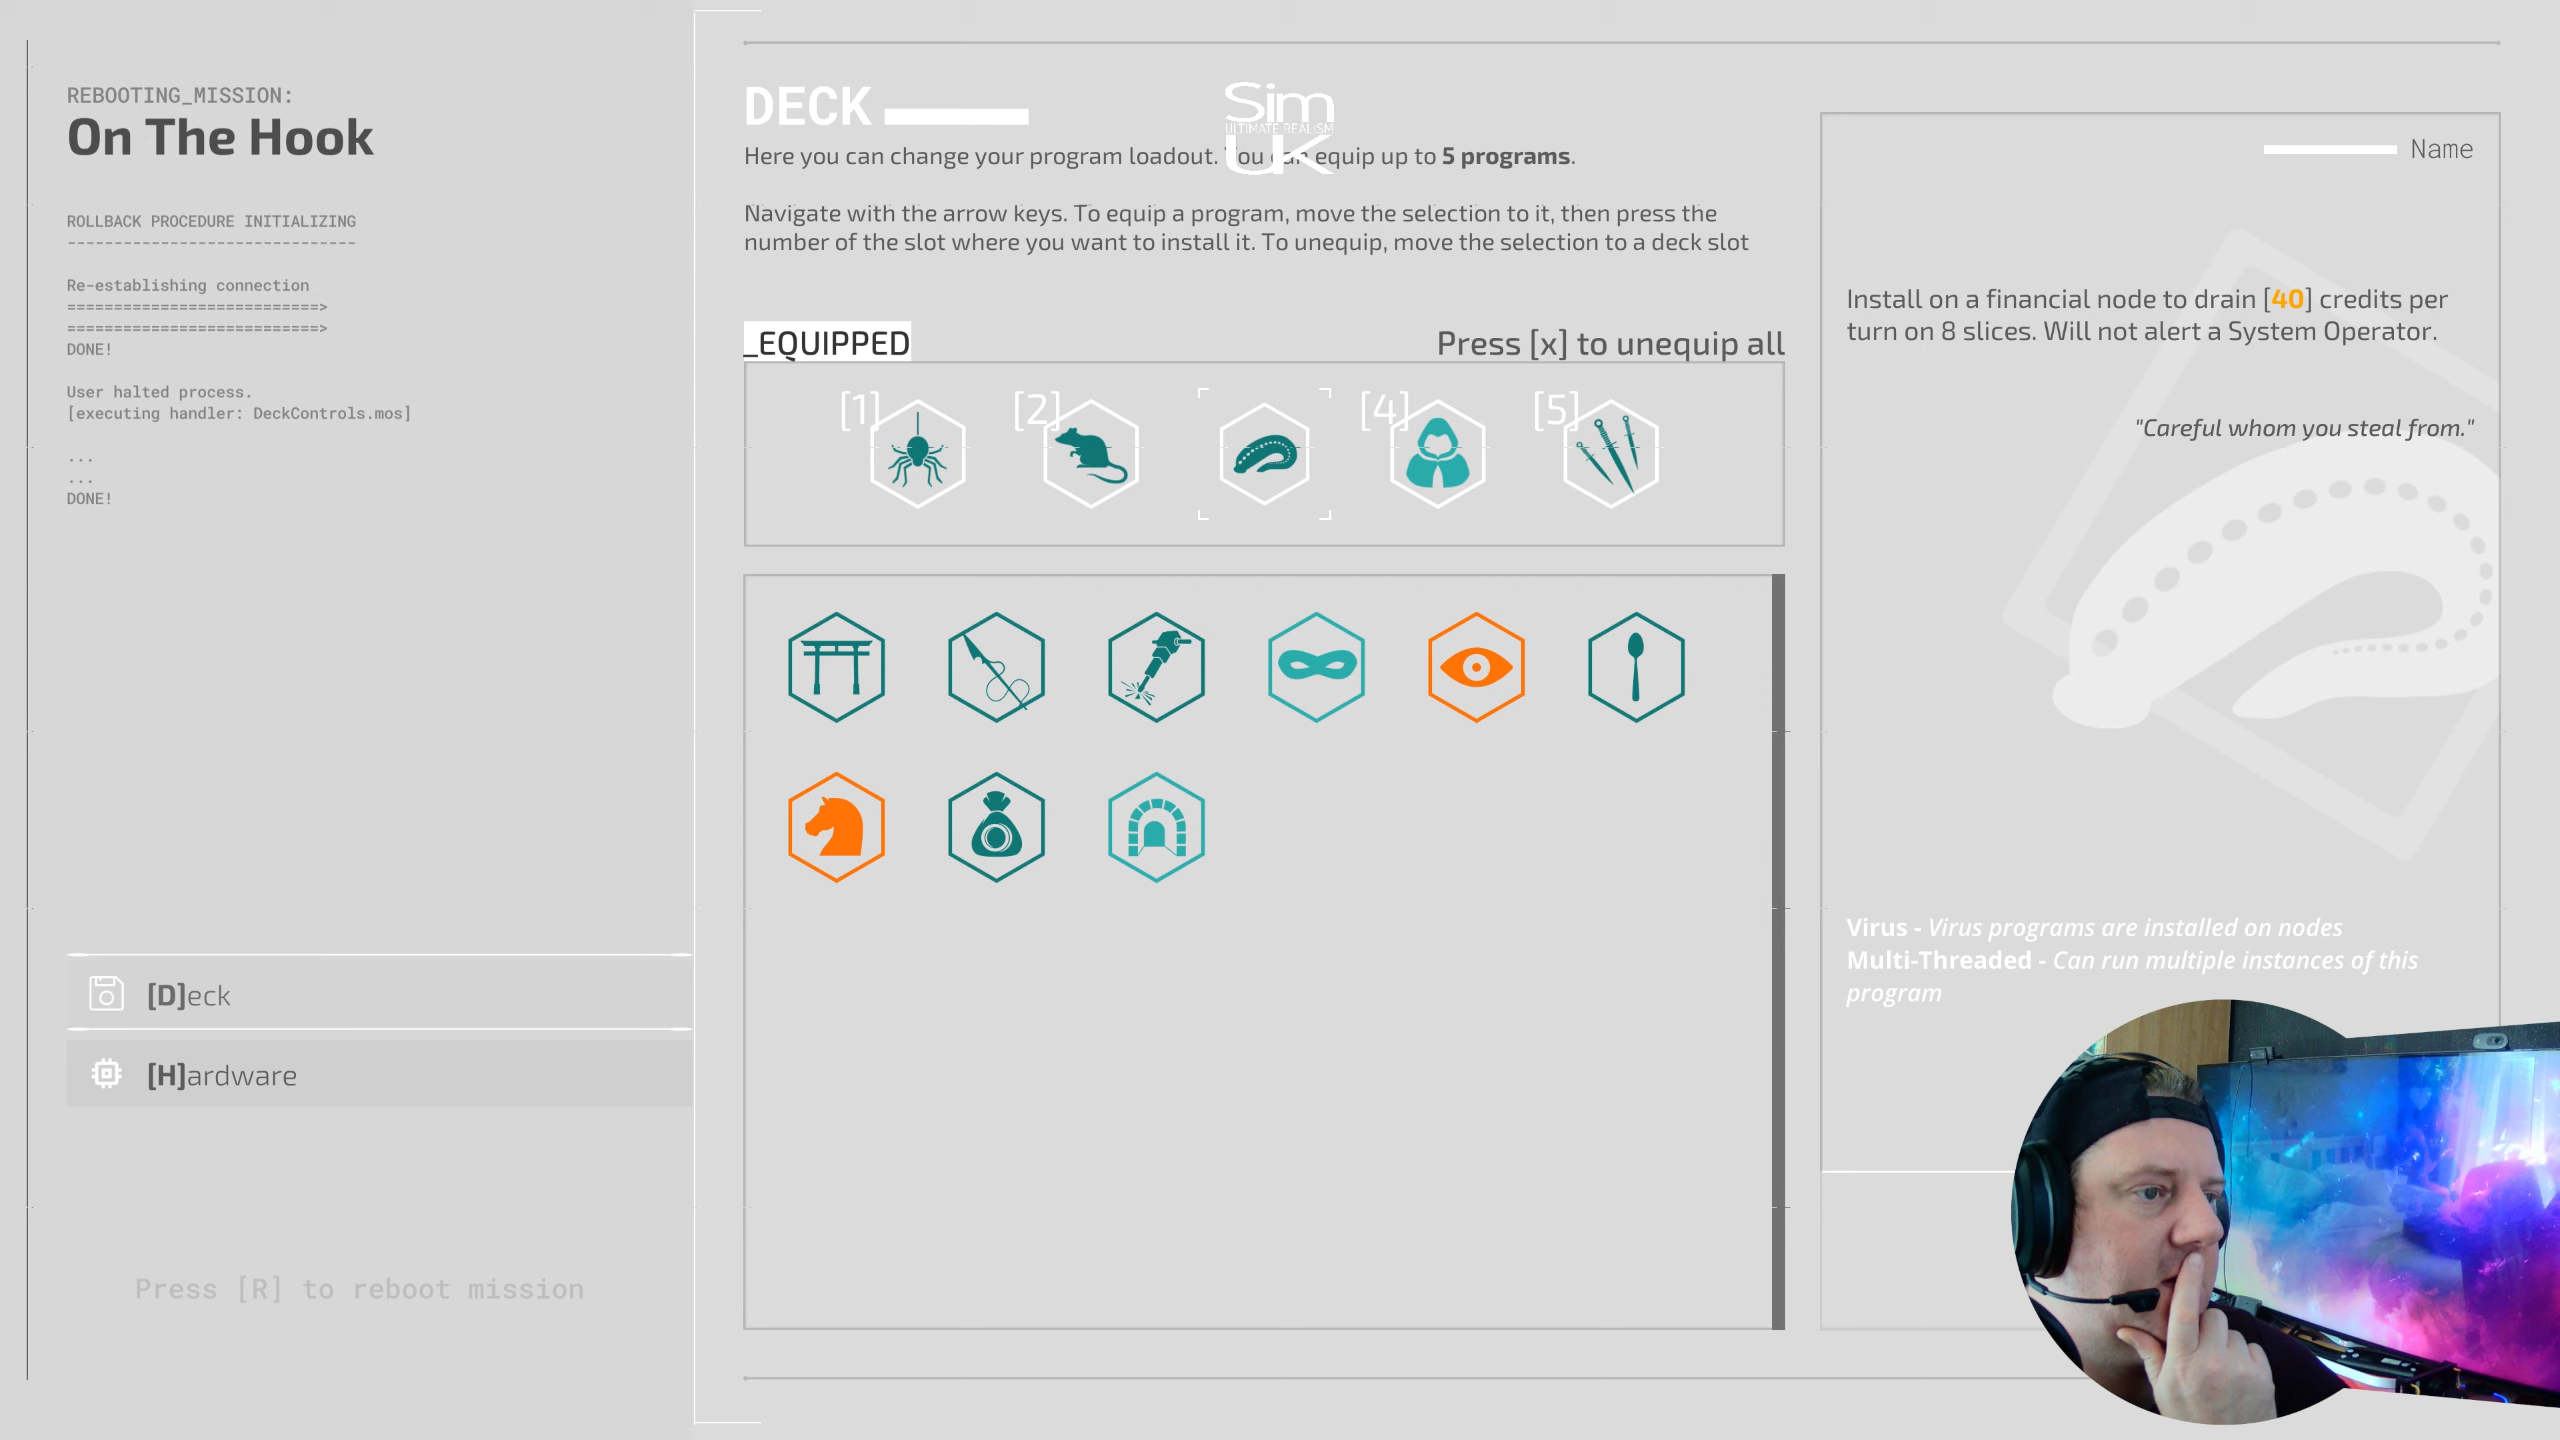 REBOOTING_MISSION:
On The Hook
ROLLBACK PROCEDURE INITIALIZING
-------------------------------
Re-establishing connection
===========================>
===========================>
DONE!
User halted process.
[executing handler: DeckControls.mos]
...
...
DONE!
[D]eck
[H]ardware
Press [R] to reboot mission
DECK
Sim
ULTIMATE REALISM
UK
Here you can change your program loadout. You can equip up to 5 programs.
Navigate with the arrow keys. To equip a program, move the selection to it, then press the
number of the slot where you want to install it. To unequip, move the selection to a deck slot
_EQUIPPED
Press [x] to unequip all
[1]
[2]
[4]
[5]
Name
Install on a financial node to drain [40] credits per
turn on 8 slices. Will not alert a System Operator.
"Careful whom you steal from."
Virus - Virus programs are installed on nodes
Multi-Threaded - Can run multiple instances of this
program